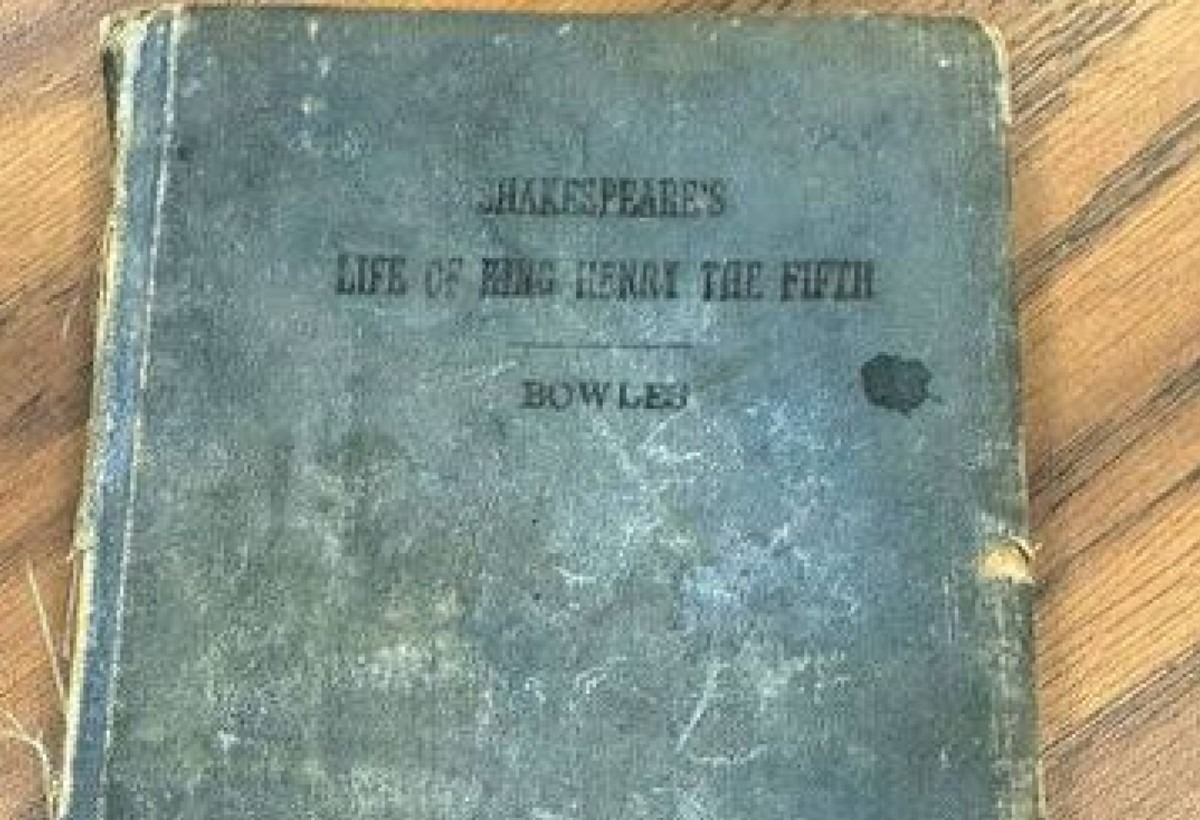 SHAKESPEARE'S
LIFE OF KING HENRY THE FIFTH
BOWLES